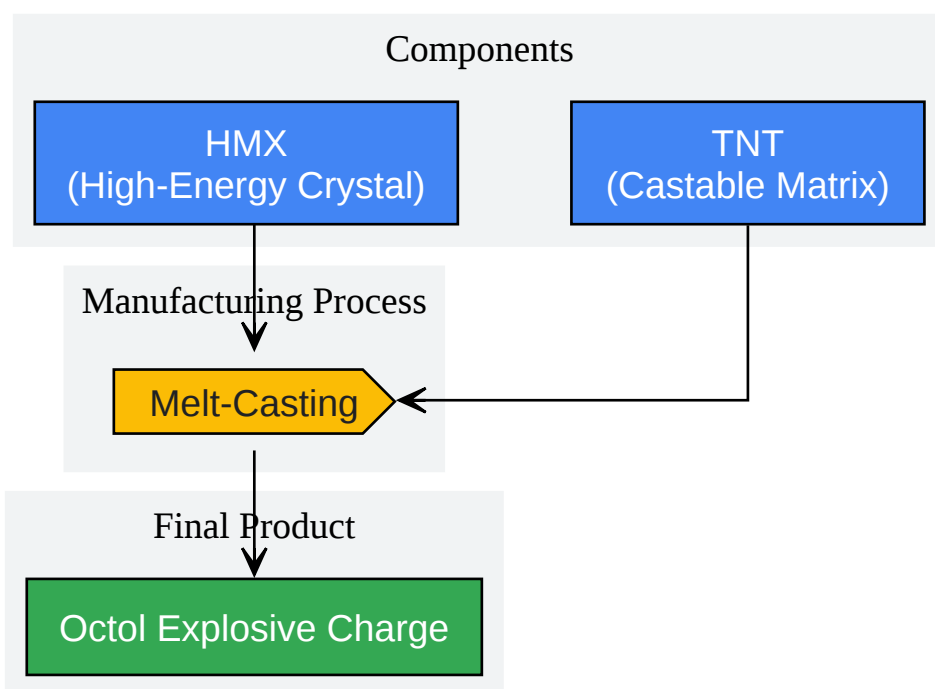 Components
HMX
(High-Energy Crystal)
TNT
(Castable Matrix)
Manufacturing Process
Melt-Casting
Final Product
Octol Explosive Charge